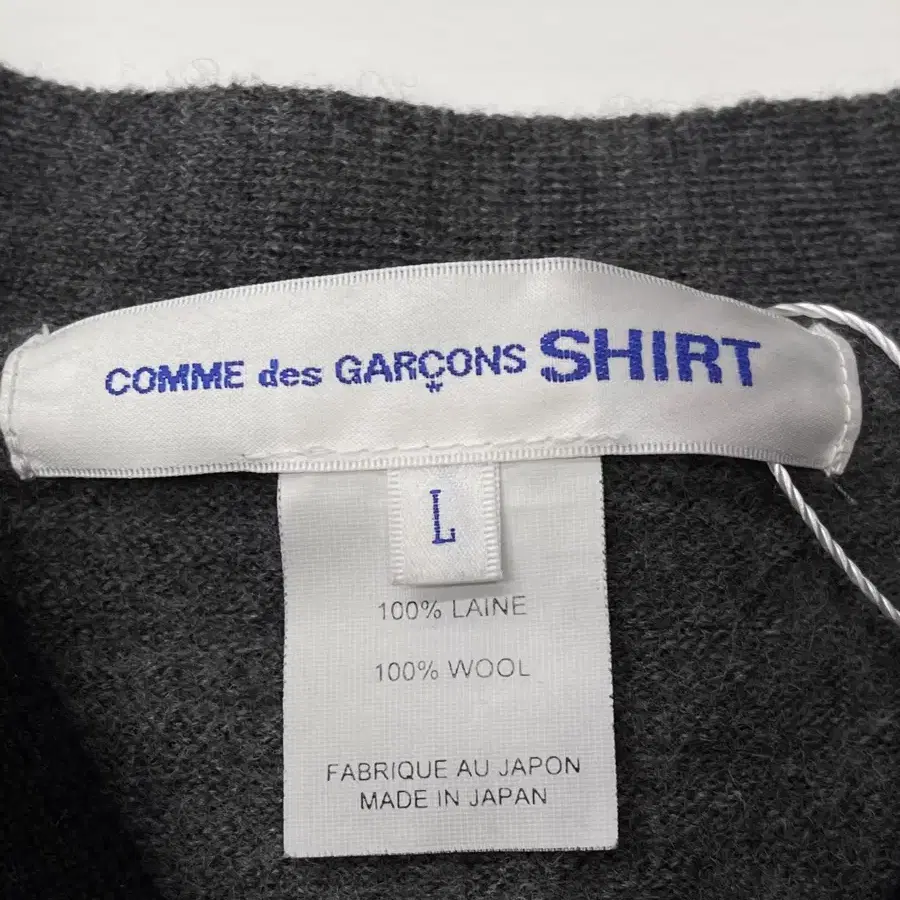 COMME des GARÇONS SHIRT
L
100% LAINE
100% WOOL
FABRIQUE AU JAPON
MADE IN JAPAN